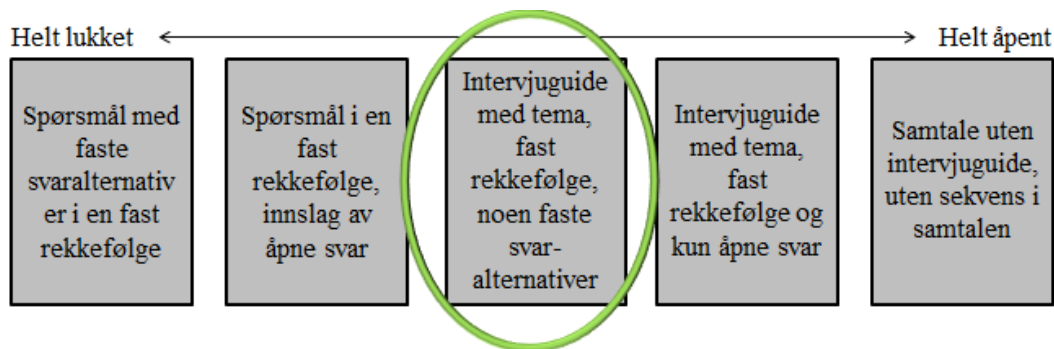 Helt lukket
Helt åpent
Spørsmål med
faste
svaralternativ
er i en fast
rekkefølge
Spørsmål i en
fast
rekkefølge,
innslag av
åpne svar
Intervjuguide
med tema,
fast
rekkefølge,
noen faste
svar-
alternativer
Intervjuguide
med tema,
fast
rekkefølge og
kun åpne svar
Samtale uten
intervjuguide,
uten sekvens i
samtalen